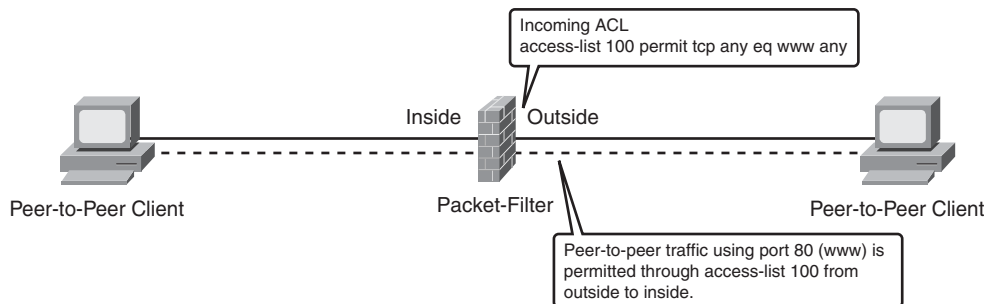 Incoming ACL
access-list 100 permit tcp any eq www any
Inside
Outside
Peer-to-Peer Client
Packet-Filter
Peer-to-Peer Client
Peer-to-peer traffic using port 80 (www) is
permitted through access-list 100 from
outside to inside.